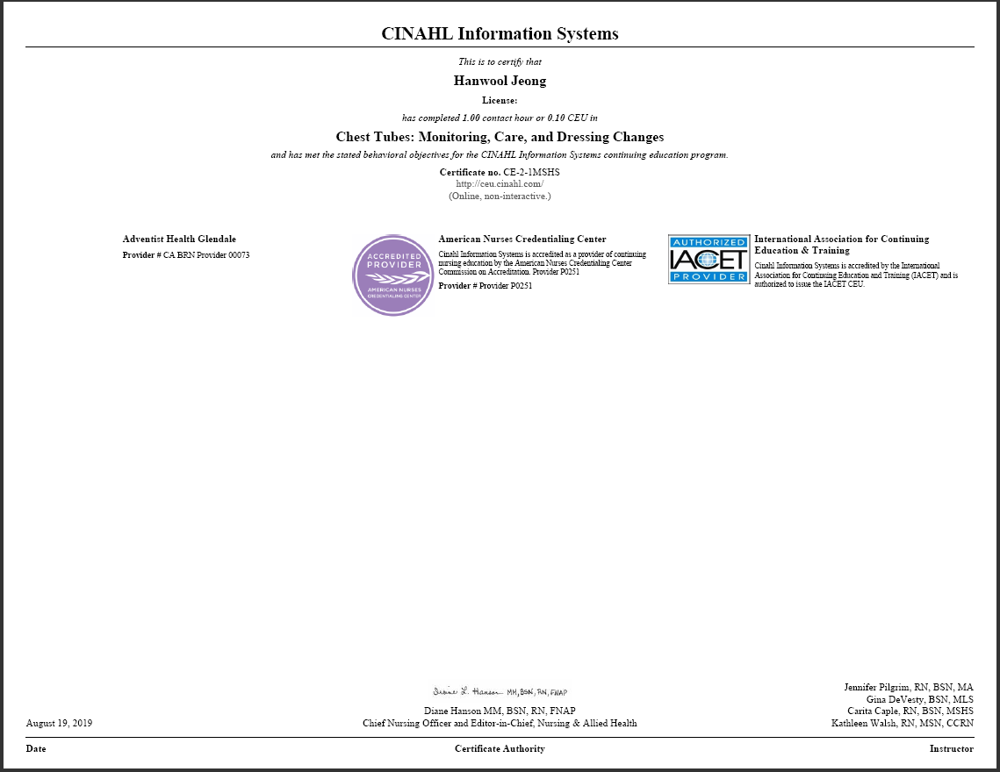 CINAHL Information Systems
This is to certify that
Hanwool Jeong
License:
has completed 1.00 contact hour or 0.10 CEU in
Chest Tubes: Monitoring, Care, and Dressing Changes
and has met the stated behavioral objectives for the CINAHL Information Systems continuing education program.
Certificate no. CE-2-1MSHS
http://ceu.cinahl.com/
(Online, non-interactive.)
Adventist Health Glendale
Provider # CA BRN Provider 00073
ACCREDITED
PROVIDER
AMERICAN NURSES
CREDENTIALING CENTER
American Nurses Credentialing Center
Cinahl Information Systems is accredited as a provider of continuing
nursing education by the American Nurses Credentialing Center
Commission on Accreditation. Provider P0251
Provider # Provider P0251
AUTHORIZED
IACET
PROVIDER
International Association for Continuing
Education & Training
Cinahl Information Systems is accredited by the International
Association for Continuing Education and Training (IACET) and is
authorized to issue the IACET CEU.
Diane L. Hanson MM, BSN, RN, FNAP
Diane Hanson MM, BSN, RN, FNAP
Chief Nursing Officer and Editor-in-Chief, Nursing & Allied Health
Jennifer Pilgrim, RN, BSN, MA
Gina DeVesty, BSN, MLS
Carita Caple, RN, BSN, MSHS
Kathleen Walsh, RN, MSN, CCRN
August 19, 2019
Date
Certificate Authority
Instructor